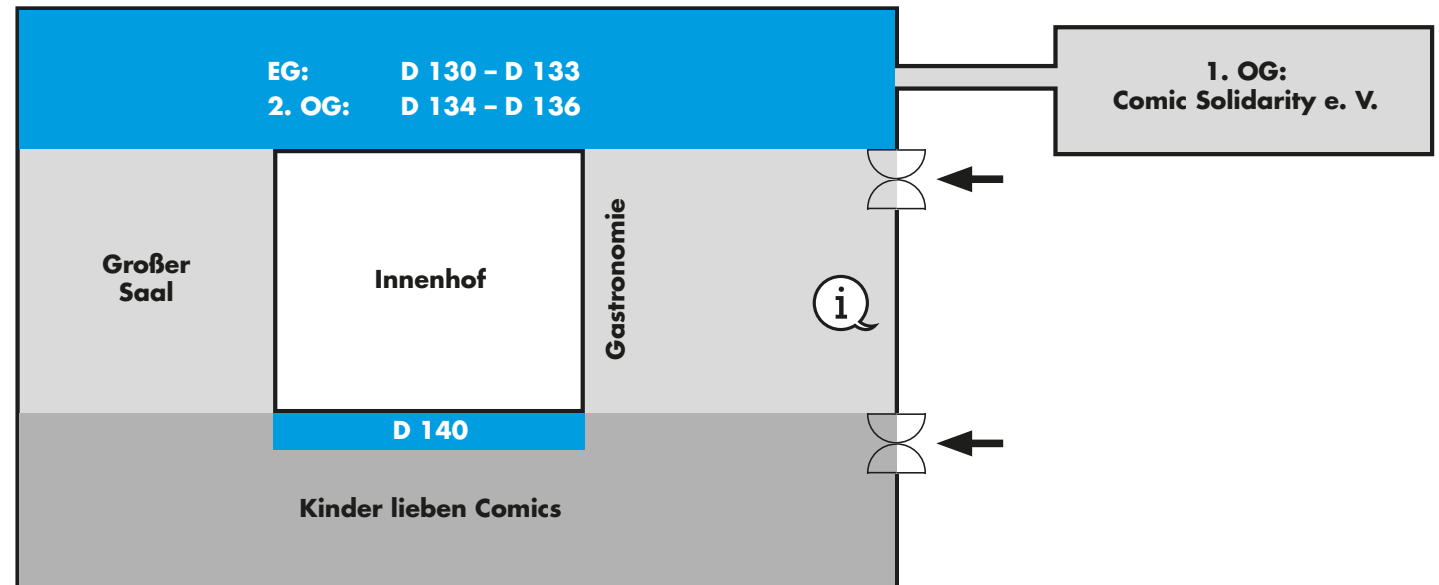 EG: D 130 – D 133
2. OG: D 134 – D 136
1. OG:
Comic Solidarity e. V.
Großer
Saal
Innenhof
Gastronomie
i
D 140
Kinder lieben Comics